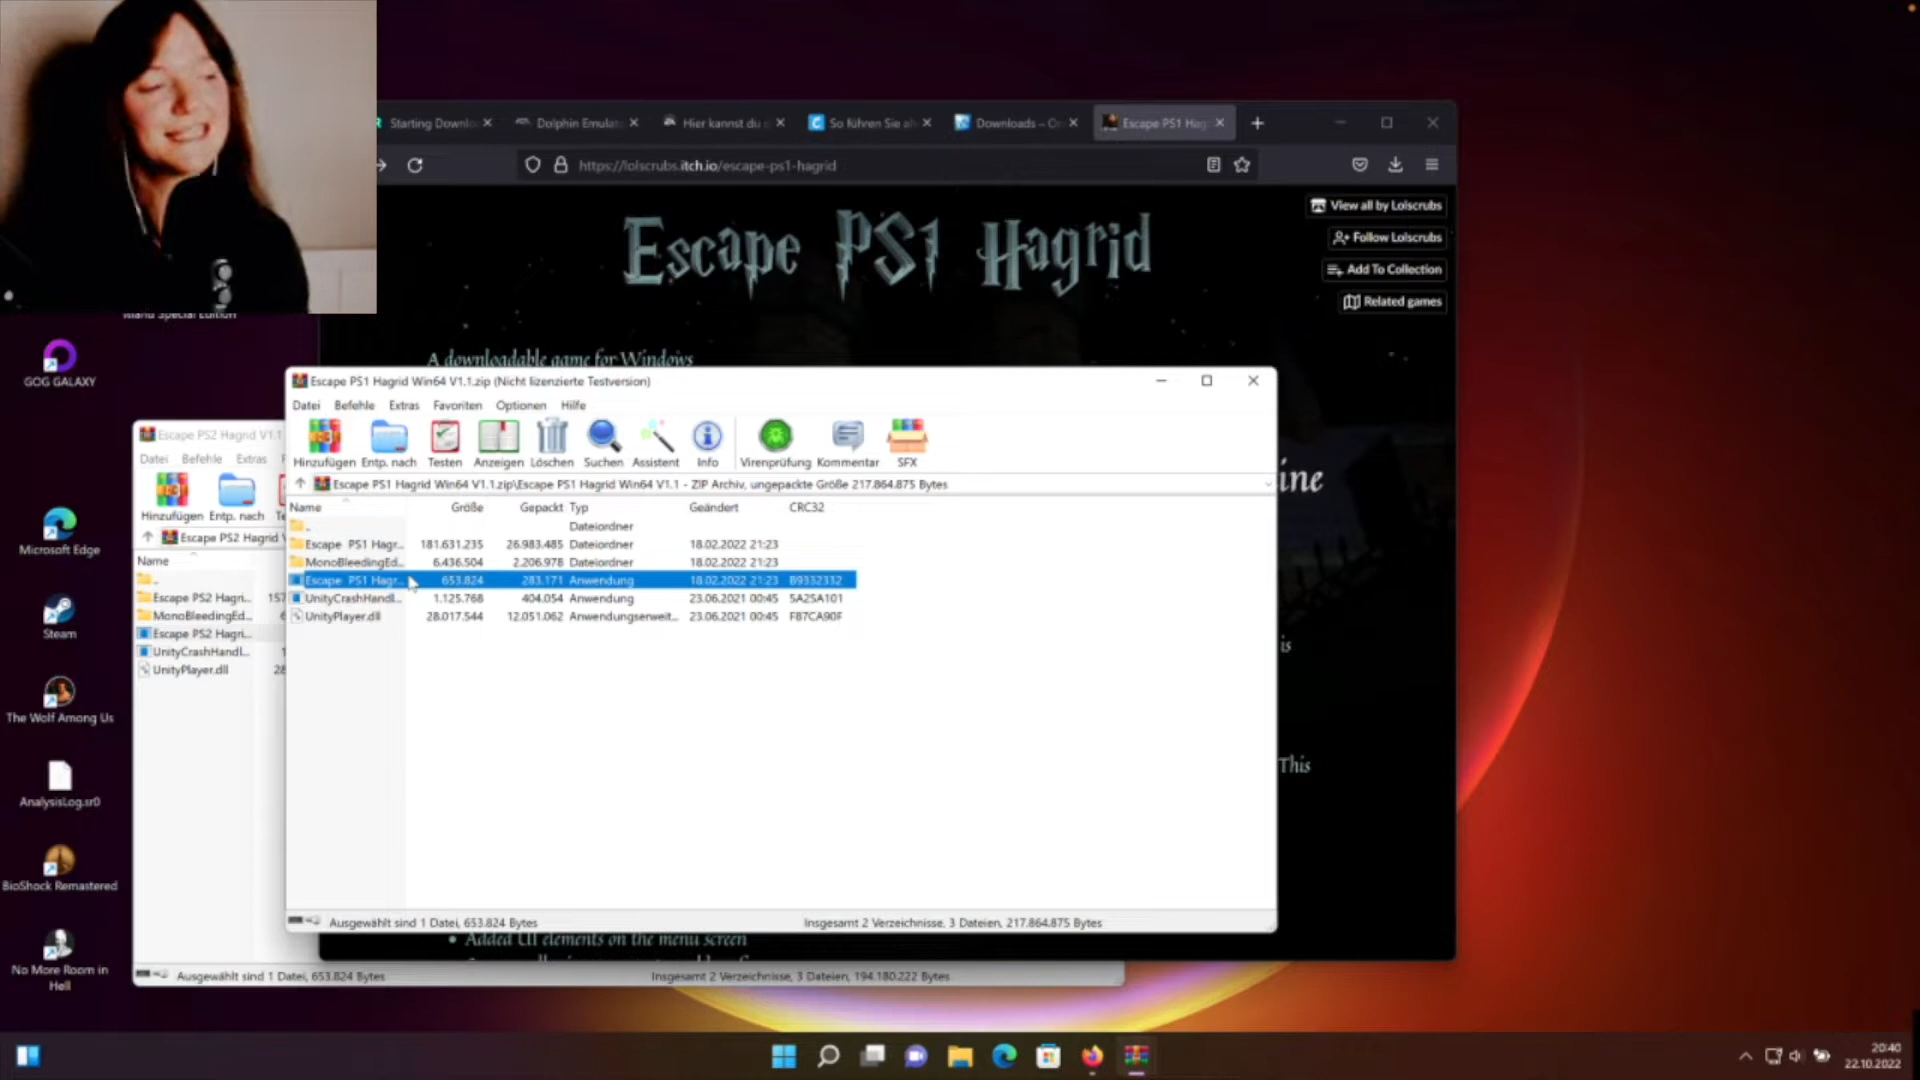 Starting Downlo
Dolphin Emulat
Hier kannst du
So führen Sie al
Downloads – O
Escape PS1 Hag
https://lolscrubs.itch.io/escape-ps1-hagrid
View all by Lolscrubs
Follow Lolscrubs
Add To Collection
Related games
Escape PS1 Hagrid
A downloadable game for Windows
ine
is
This
Added UI elements on the menu screen
Escape PS1 Hagrid Win64 V1.1.zip (Nicht lizenzierte Testversion)
Datei Befehle Extras Favoriten Optionen Hilfe
Hinzufügen Entp. nach Testen Anzeigen Löschen Suchen Assistent Info Virenprüfung Kommentar SFX
Escape PS1 Hagrid Win64 V1.1.zip\Escape PS1 Hagrid Win64 V1.1 - ZIP Archiv, ungepackte Größe 217.864.875 Bytes
Name Größe Gepackt Typ Geändert CRC32
.. Dateiordner
Escape PS1 Hagr... 181.631.235 26.983.485 Dateiordner 18.02.2022 21:23
MonoBleedingEd... 6.436.504 2.206.978 Dateiordner 18.02.2022 21:23
Escape PS1 Hagr... 653.824 283.171 Anwendung 18.02.2022 21:23 B9332332
UnityCrashHandl... 1.125.768 404.054 Anwendung 23.06.2021 00:45 5A25A101
UnityPlayer.dll 28.017.544 12.051.062 Anwendungserweit... 23.06.2021 00:45 F87CA90F
Ausgewählt sind 1 Datei, 653.824 Bytes
Insgesamt 2 Verzeichnisse, 3 Dateien, 217.864.875 Bytes
Escape PS2 Hagrid V1.1
Datei Befehle Extras
Hinzufügen Entp. nach
Escape PS2 Hagrid
Name
..
Escape PS2 Hagri... 157
MonoBleedingEd...
Escape PS2 Hagri...
UnityCrashHandl...
UnityPlayer.dll 28
Ausgewählt sind 1 Datei, 653.824 Bytes
Insgesamt 2 Verzeichnisse, 3 Dateien, 194.180.222 Bytes
Island Special Edition
GOG GALAXY
Microsoft Edge
Steam
The Wolf Among Us
AnalysisLog.sr0
BioShock Remastered
No More Room in
Hell
20:40
22.10.2022